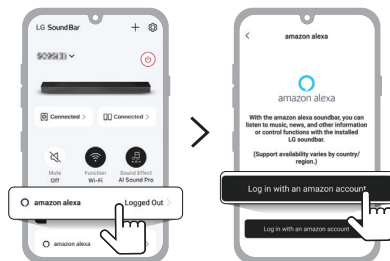 LG SoundBar
Connected >
Connected >
Mute
Off
Function
Wi-Fi
Sound Effect
AI Sound Pro
amazon alexa
Logged Out >
amazon alexa
amazon alexa
amazon alexa
With the amazon alexa soundbar, you can
listen to music, news, and other information
or control functions with the installed
LG soundbar.
(Support availability varies by country/
region.)
Log in with an amazon account
Log in with an amazon account